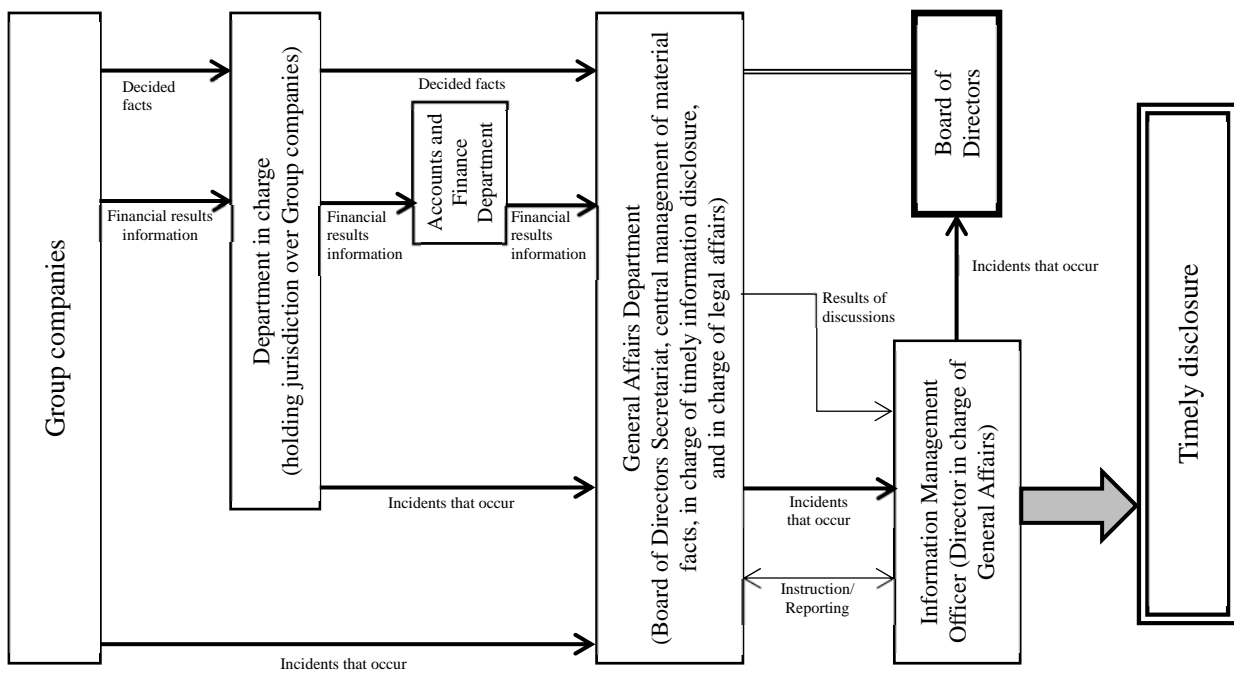 Group companies
Decided
facts
Financial results
information
Department in charge
(holding jurisdiction over Group companies)
Decided facts
Financial
results
information
Accounts and
Finance
Department
Financial
results
information
Incidents that occur
Incidents that occur
General Affairs Department
(Board of Directors Secretariat, central management of material
facts, in charge of timely information disclosure,
and in charge of legal affairs)
Results of
discussions
Incidents
that occur
Instruction/
Reporting
Board of
Directors
Incidents that occur
Information Management
Officer (Director in charge of
General Affairs)
Timely disclosure